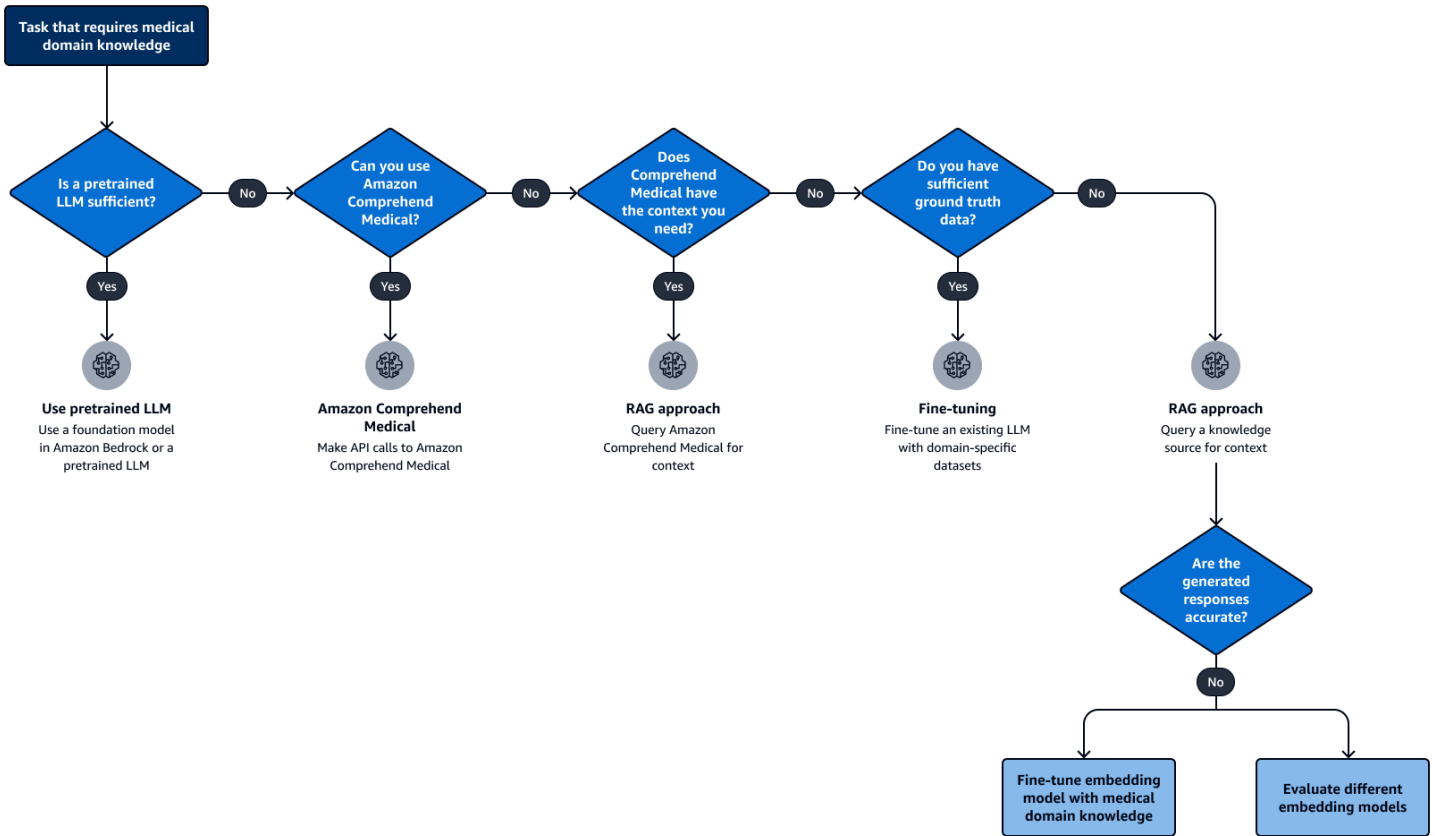 Task that requires medical
domain knowledge
Is a pretrained
LLM sufficient?
No
Can you use
Amazon
Comprehend
Medical?
No
Does
Comprehend
Medical have
the context you
need?
No
Do you have
sufficient
ground truth
data?
No
Yes
Yes
Yes
Yes
Use pretrained LLM
Use a foundation model
in Amazon Bedrock or a
pretrained LLM
Amazon Comprehend
Medical
Make API calls to Amazon
Comprehend Medical
RAG approach
Query Amazon
Comprehend Medical for
context
Fine-tuning
Fine-tune an existing LLM
with domain-specific
datasets
RAG approach
Query a knowledge
source for context
Are the
generated
responses
accurate?
No
Fine-tune embedding
model with medical
domain knowledge
Evaluate different
embedding models